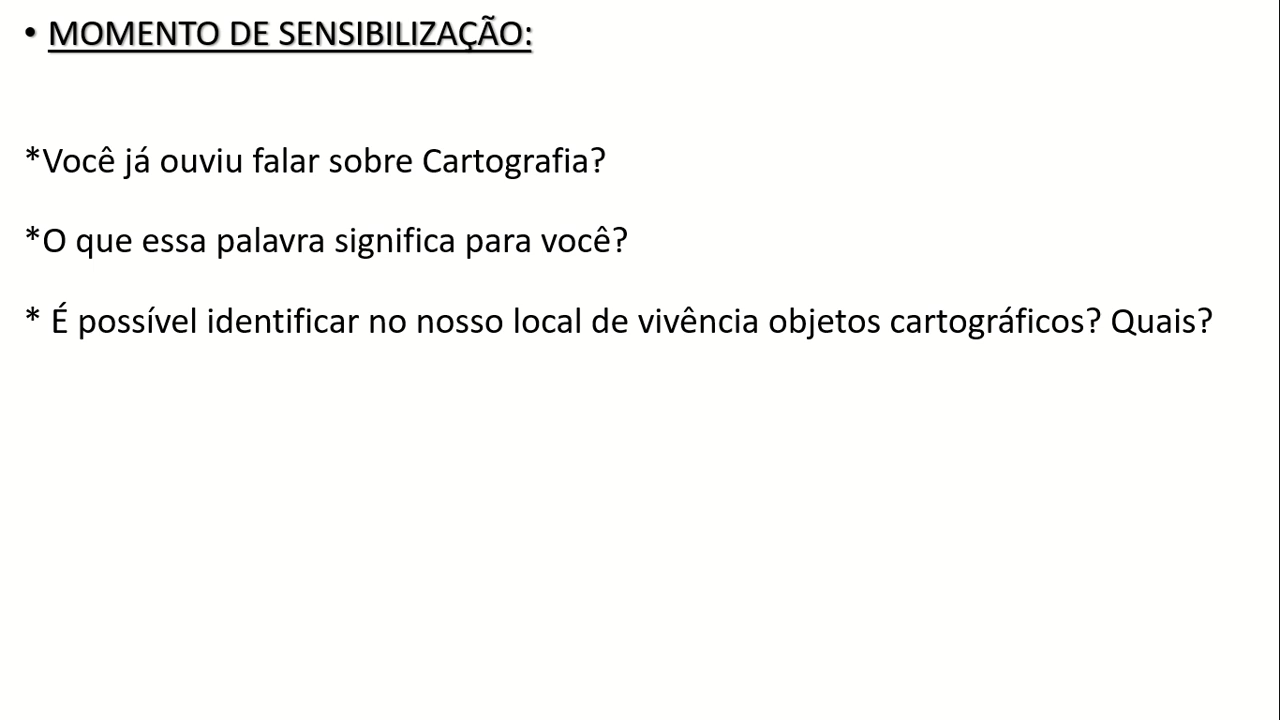 • MOMENTO DE SENSIBILIZAÇÃO:
*Você já ouviu falar sobre Cartografia?
*O que essa palavra significa para você?
* É possível identificar no nosso local de vivência objetos cartográficos? Quais?